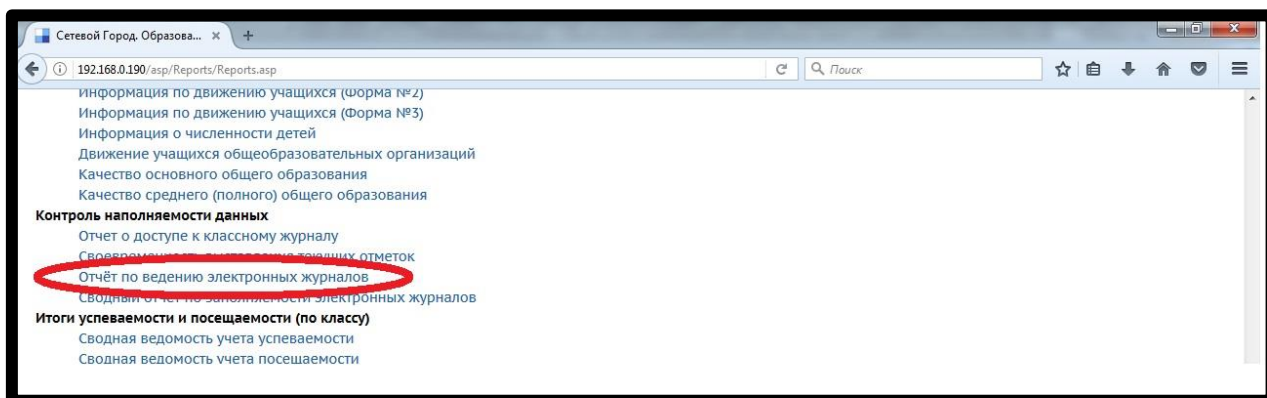 Сетевой Город. Образова...
192.168.0.190/asp/Reports/Reports.asp
Поиск
Информация по движению учащихся (Форма №2)
Информация по движению учащихся (Форма №3)
Информация о численности детей
Движение учащихся общеобразовательных организаций
Качество основного общего образования
Качество среднего (полного) общего образования
Контроль наполняемости данных
Отчет о доступе к классному журналу
Своевременность выставления текущих отметок
Отчёт по ведению электронных журналов
Сводный отчет по заполняемости электронных журналов
Итоги успеваемости и посещаемости (по классу)
Сводная ведомость учета успеваемости
Сводная ведомость учета посещаемости